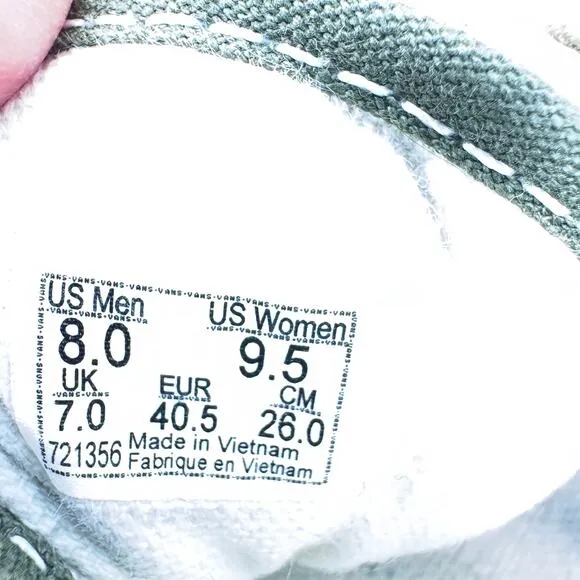 US Men US Women
8.0 9.5
UK EUR CM
7.0 40.5 26.0
721356 Made in Vietnam
Fabrique en Vietnam